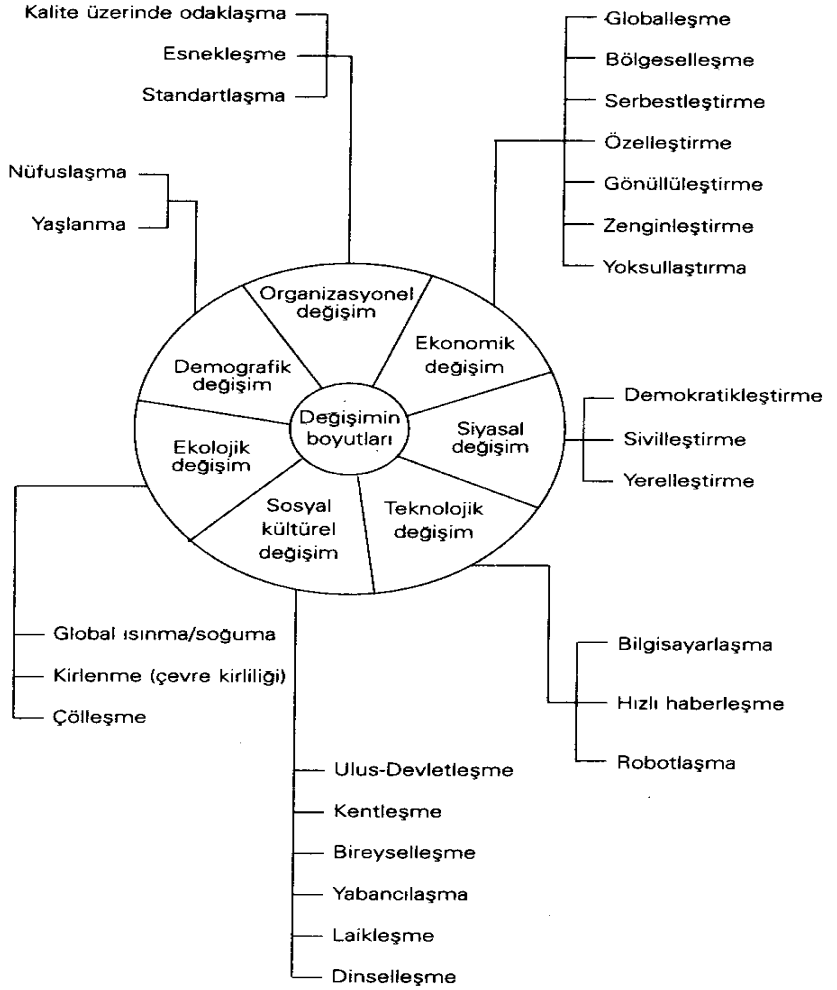 Kalite üzerinde odaklaşma
Esnekleşme
Standartlaşma
Globalleşme
Bölgeselleşme
Serbestleştirme
Özelleştirme
Gönüllüleştirme
Zenginleştirme
Yoksullaştırma
Nüfuslaşma
Yaşlanma
Organizasyonel
değişim
Ekonomik
değişim
Demografik
değişim
Değişimin
boyutları
Siyasal
değişim
Demokratikleştirme
Sivilleştirme
Yerelleştirme
Ekolojik
değişim
Sosyal
kültürel
değişim
Teknolojik
değişim
Global ısınma/soğuma
Kirlenme (çevre kirliliği)
Çölleşme
Bilgisayarlaşma
Hızlı haberleşme
Robotlaşma
Ulus-Devletleşme
Kentleşme
Bireyselleşme
Yabancılaşma
Laikleşme
Dinselleşme